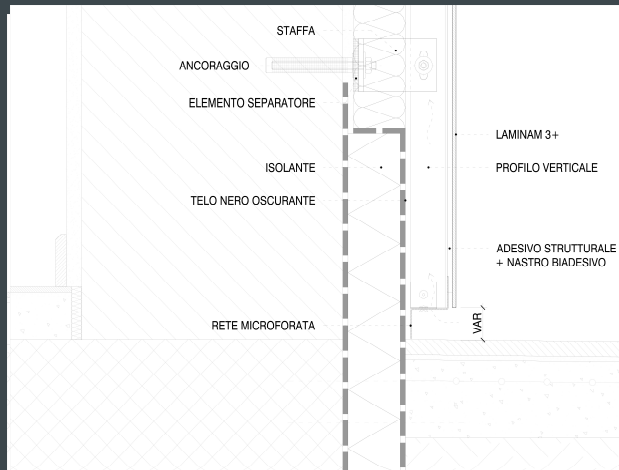 STAFFA
ANCORAGGIO
ELEMENTO SEPARATORE
ISOLANTE
TELO NERO OSCURANTE
RETE MICROFORATA
LAMINAM 3+
PROFILO VERTICALE
ADESIVO STRUTTURALE
+ NASTRO BIADESIVO
VAR